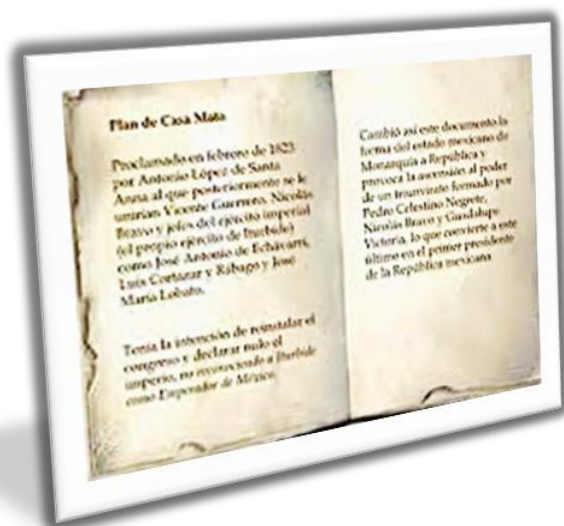 Plan de Casa Mata
Proclamado en febrero de 1823
por Antonio López de Santa
Anna al que posteriormente se le
unirían Vicente Guerrero, Nicolás
Bravo y jefes del ejército imperial
(el propio ejército de Iturbide)
como José Antonio de Echávarri,
Luis Cortázar y Rábago y José
María Lobato.
Tenía la intención de reinstalar el
congreso y declarar nulo el
imperio, no reconociendo a Iturbide
como Emperador de México.
Cambió así este documento la
forma del estado mexicano de
Monarquía a República y
provoca la ascensión al poder
de un triunvirato formado por
Pedro Celestino Negrete,
Nicolás Bravo y Guadalupe
Victoria, lo que convierte a este
último en el primer presidente
de la República mexicana